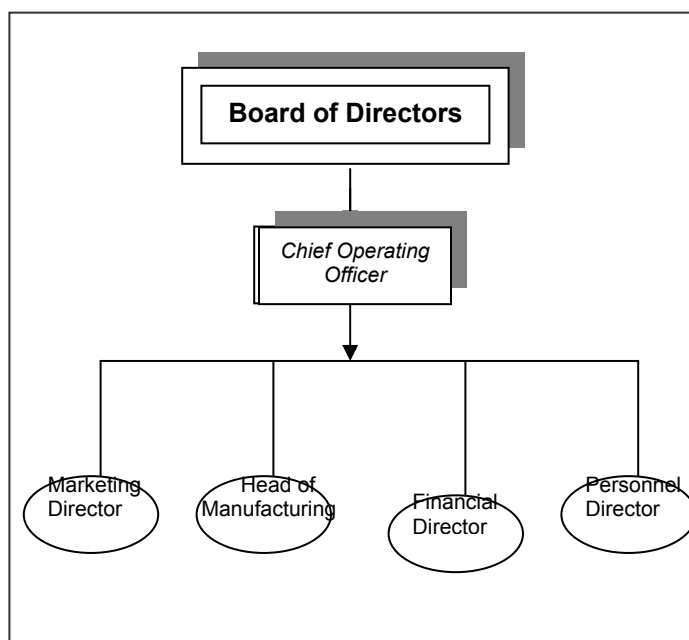 Board of Directors
Chief Operating
Officer
Marketing
Director
Head of
Manufacturing
Financial
Director
Personnel
Director